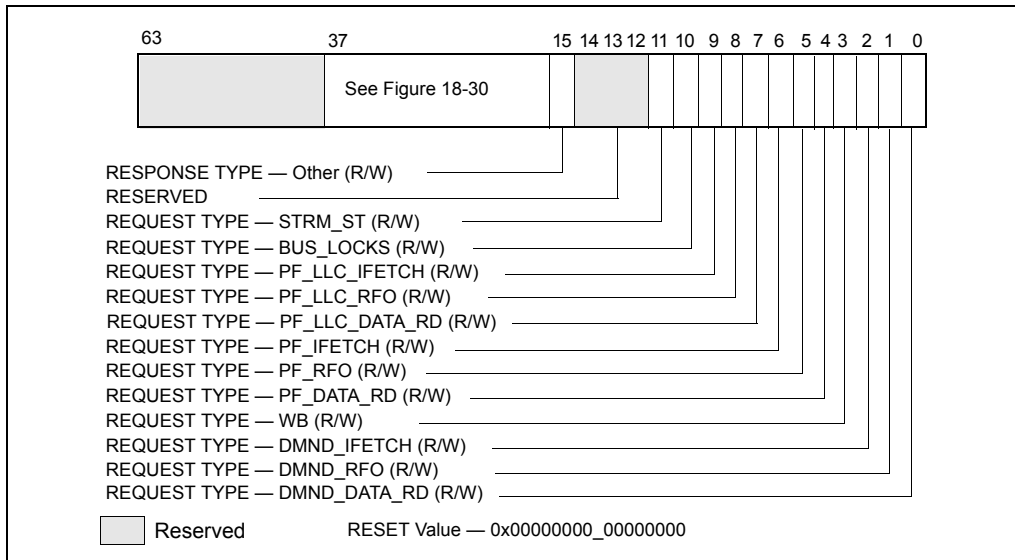 63 37 15 14 13 12 11 10 9 8 7 6 5 4 3 2 1 0
See Figure 18-30
RESPONSE TYPE — Other (R/W)
RESERVED
REQUEST TYPE — STRM_ST (R/W)
REQUEST TYPE — BUS_LOCKS (R/W)
REQUEST TYPE — PF_LLC_IFETCH (R/W)
REQUEST TYPE — PF_LLC_RFO (R/W)
REQUEST TYPE — PF_LLC_DATA_RD (R/W)
REQUEST TYPE — PF_IFETCH (R/W)
REQUEST TYPE — PF_RFO (R/W)
REQUEST TYPE — PF_DATA_RD (R/W)
REQUEST TYPE — WB (R/W)
REQUEST TYPE — DMND_IFETCH (R/W)
REQUEST TYPE — DMND_RFO (R/W)
REQUEST TYPE — DMND_DATA_RD (R/W)
Reserved RESET Value — 0x00000000_00000000